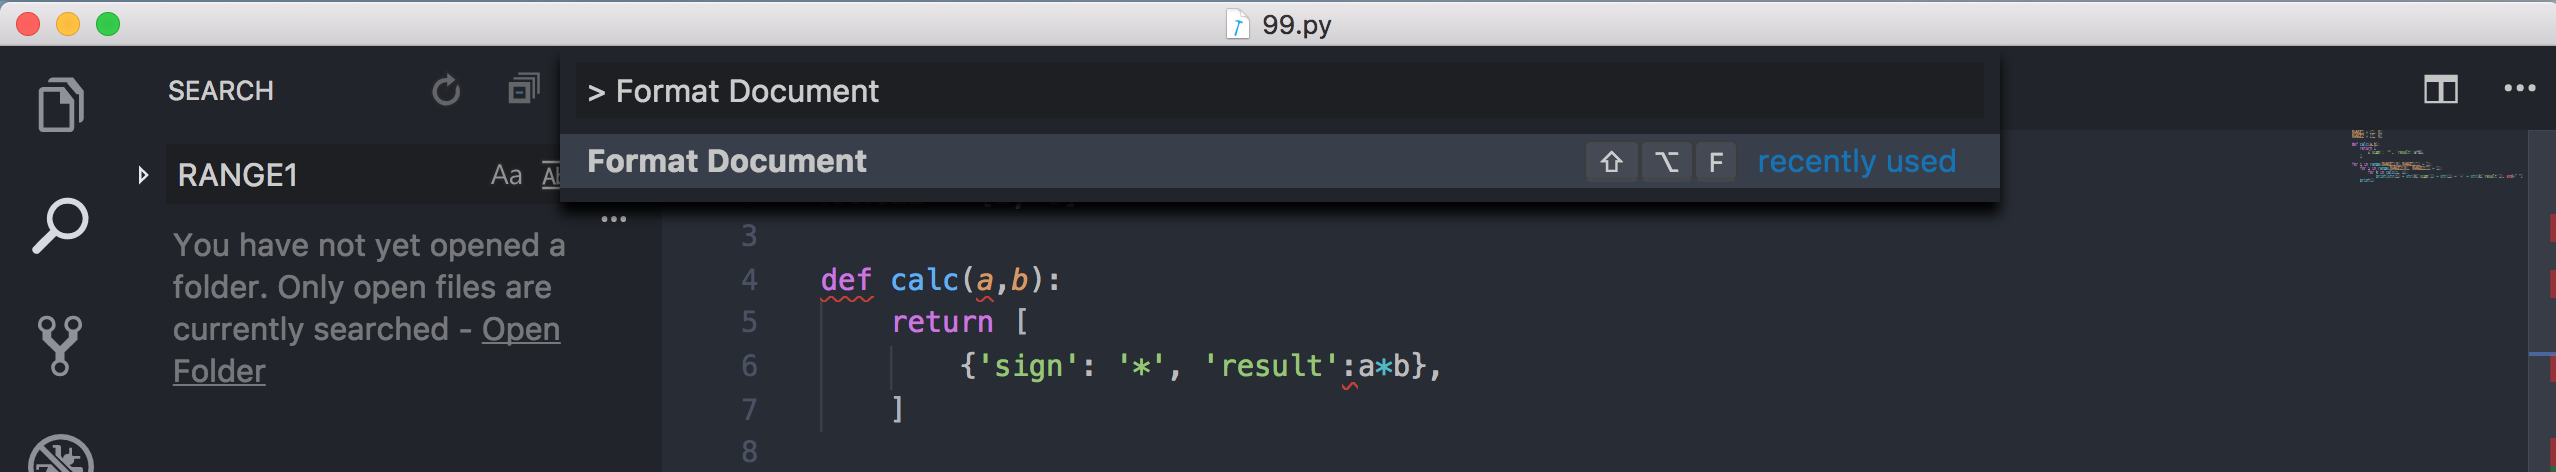 99.py
SEARCH
> Format Document
Format Document ⇧ ⌥ F recently used
RANGE1 Aa
You have not yet opened a
folder. Only open files are
currently searched - Open
Folder
3
4 def calc(a,b):
5 return [
6 {'sign': '*', 'result':a*b},
7 ]
8